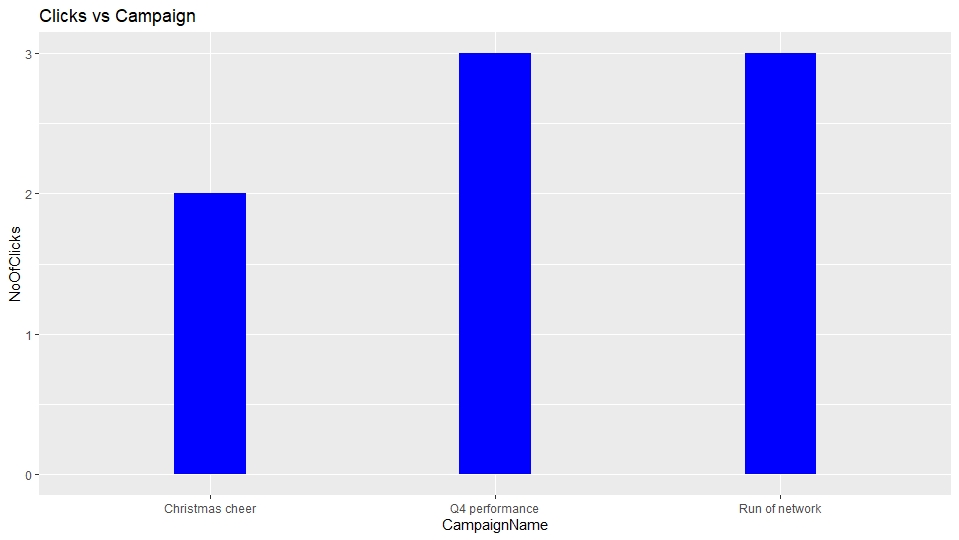 Clicks vs Campaign
NoOfClicks
3
2
1
0
Christmas cheer
Q4 performance
Run of network
CampaignName